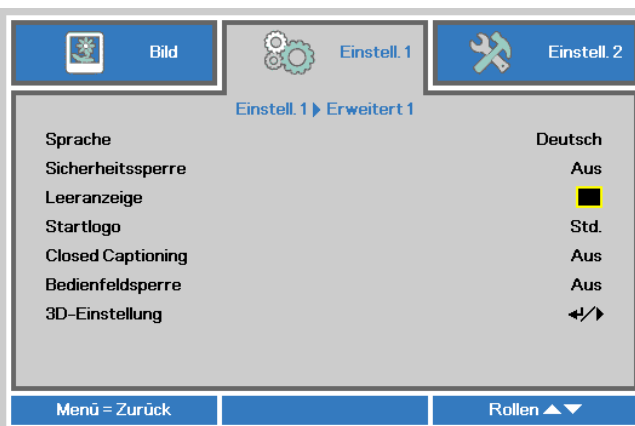 Bild
Einstell. 1
Einstell. 2
Einstell. 1 ▶ Erweitert 1
Sprache Deutsch
Sicherheitssperre Aus
Leeranzeige
Startlogo Std.
Closed Captioning Aus
Bedienfeldsperre Aus
3D-Einstellung ↵/▶
Menü = Zurück
Rollen ▲▼